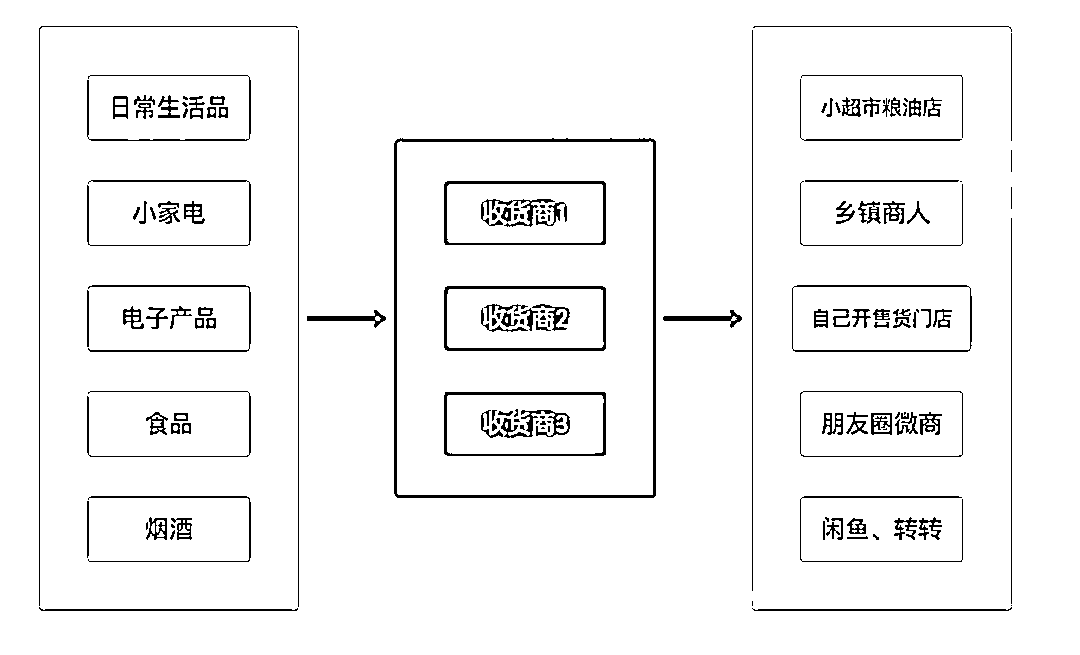 日常生活品
小家电
电子产品
食品
烟酒
收货商1
收货商2
收货商3
小超市粮油店
乡镇商人
自己开售货门店
朋友圈微商
闲鱼、转转